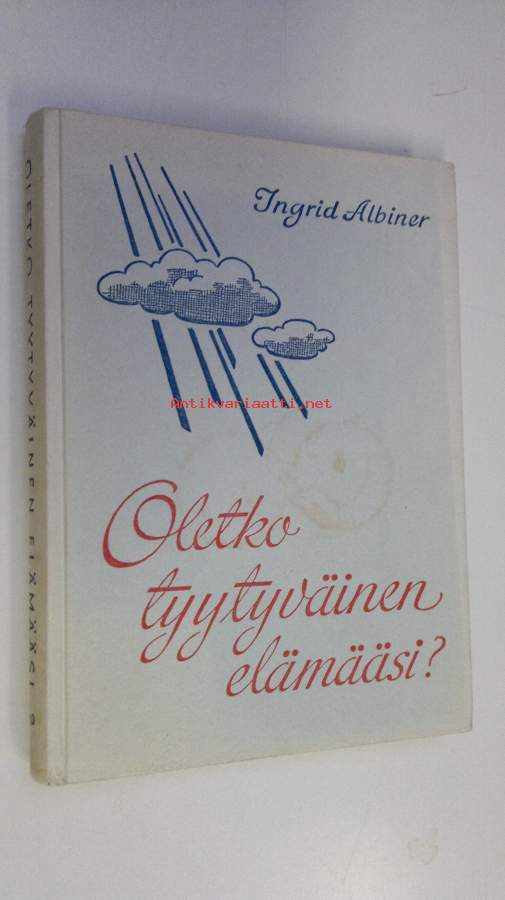 Ingrid Albiner
Antikvariaatti.net
Oletko
tyytyväinen
elämääsi?
OLETKO TYYTYVÄINEN ELÄMÄÄSI ?